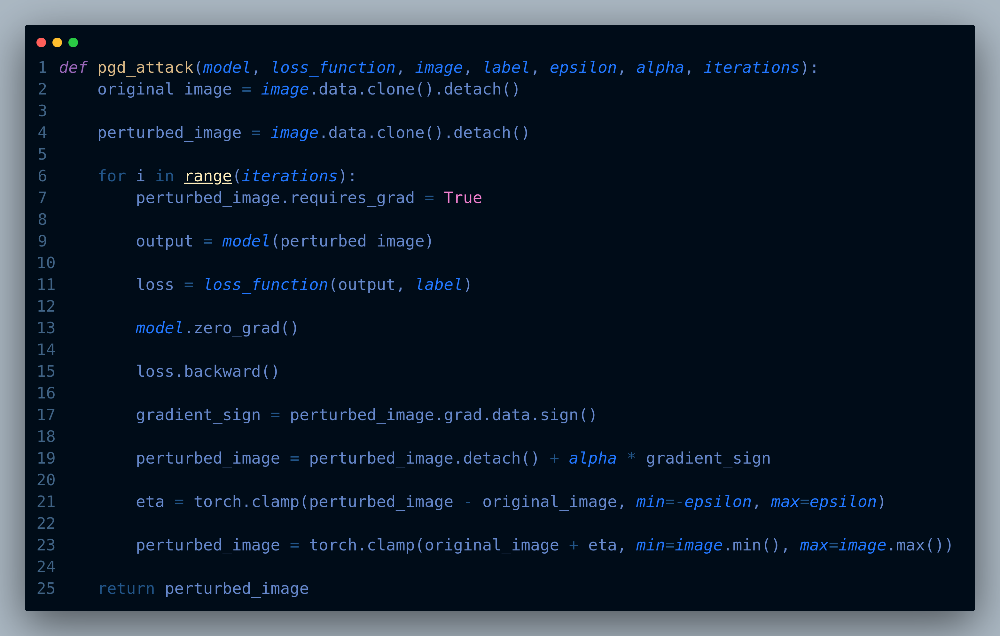 1 def pgd_attack(model, loss_function, image, label, epsilon, alpha, iterations):
2     original_image = image.data.clone().detach()
3
4     perturbed_image = image.data.clone().detach()
5
6     for i in range(iterations):
7         perturbed_image.requires_grad = True
8
9         output = model(perturbed_image)
10
11         loss = loss_function(output, label)
12
13         model.zero_grad()
14
15         loss.backward()
16
17         gradient_sign = perturbed_image.grad.data.sign()
18
19         perturbed_image = perturbed_image.detach() + alpha * gradient_sign
20
21         eta = torch.clamp(perturbed_image - original_image, min=-epsilon, max=epsilon)
22
23         perturbed_image = torch.clamp(original_image + eta, min=image.min(), max=image.max())
24
25     return perturbed_image